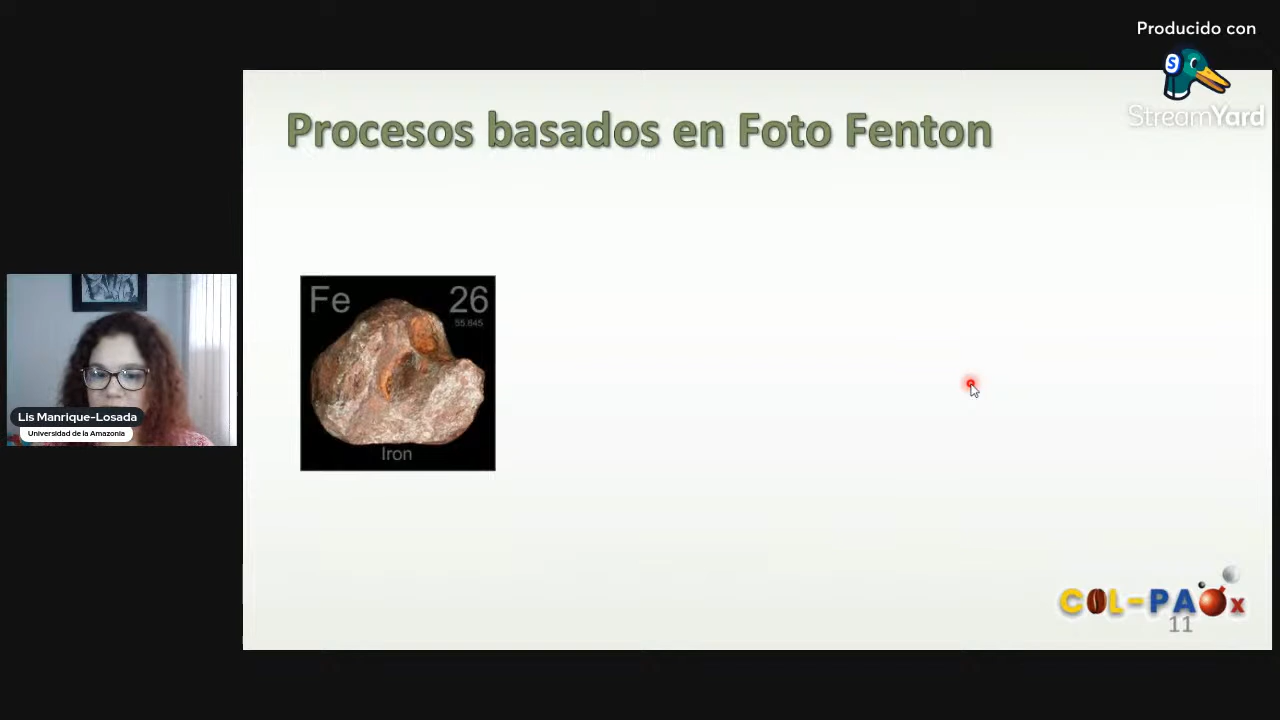 Producido con
StreamYard
Procesos basados en Foto Fenton
Fe 26
55.845
Iron
Lis Manrique-Losada
Universidad de la Amazonia
COL-PAOx
11